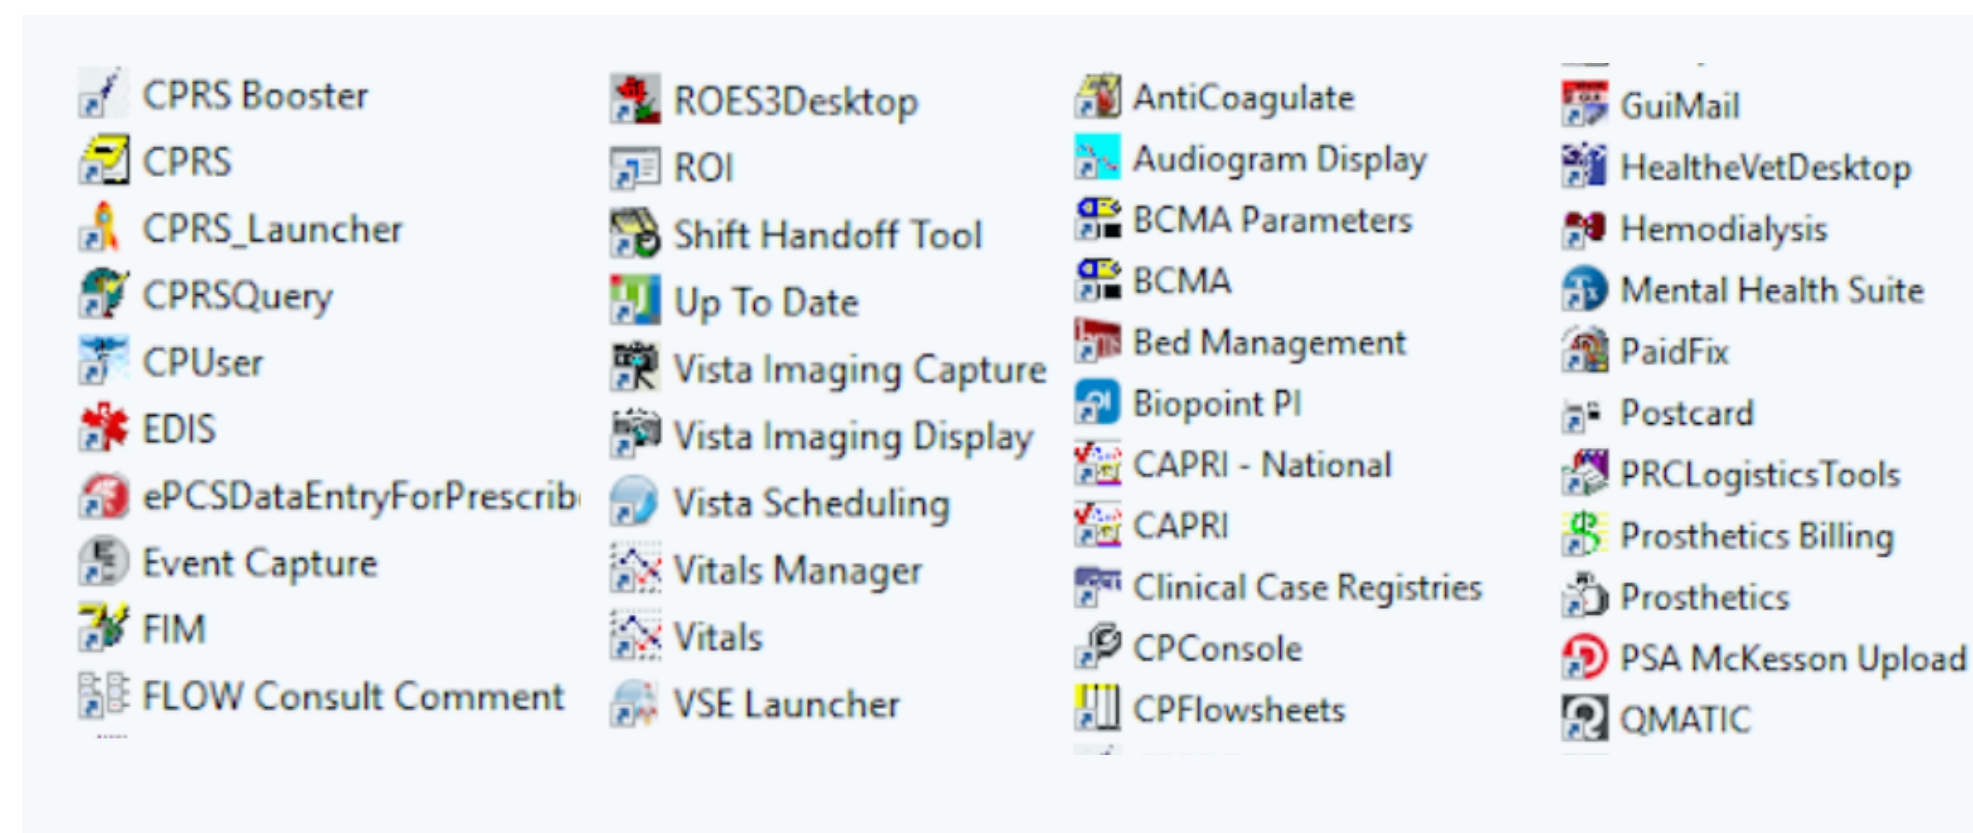 CPRS Booster
CPRS
CPRS_Launcher
CPRSQuery
CPUser
EDIS
ePCSDataEntryForPrescrib
Event Capture
FIM
FLOW Consult Comment
ROES3Desktop
ROI
Shift Handoff Tool
Up To Date
Vista Imaging Capture
Vista Imaging Display
Vista Scheduling
Vitals Manager
Vitals
VSE Launcher
AntiCoagulate
Audiogram Display
BCMA Parameters
BCMA
Bed Management
Biopoint PI
CAPRI - National
CAPRI
Clinical Case Registries
CPConsole
CPFlowsheets
GuiMail
HealtheVetDesktop
Hemodialysis
Mental Health Suite
PaidFix
Postcard
PRCLogisticsTools
Prosthetics Billing
Prosthetics
PSA McKesson Upload
QMATIC